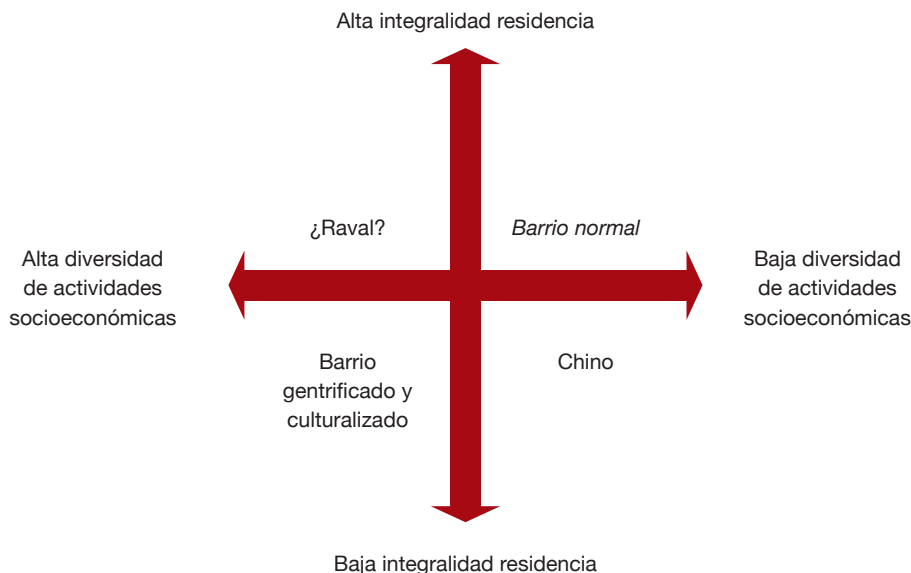 Alta integralidad residencia
¿Raval?
Barrio normal
Alta diversidad
de actividades
socioeconómicas
Baja diversidad
de actividades
socioeconómicas
Barrio
gentrificado y
culturalizado
Chino
Baja integralidad residencia